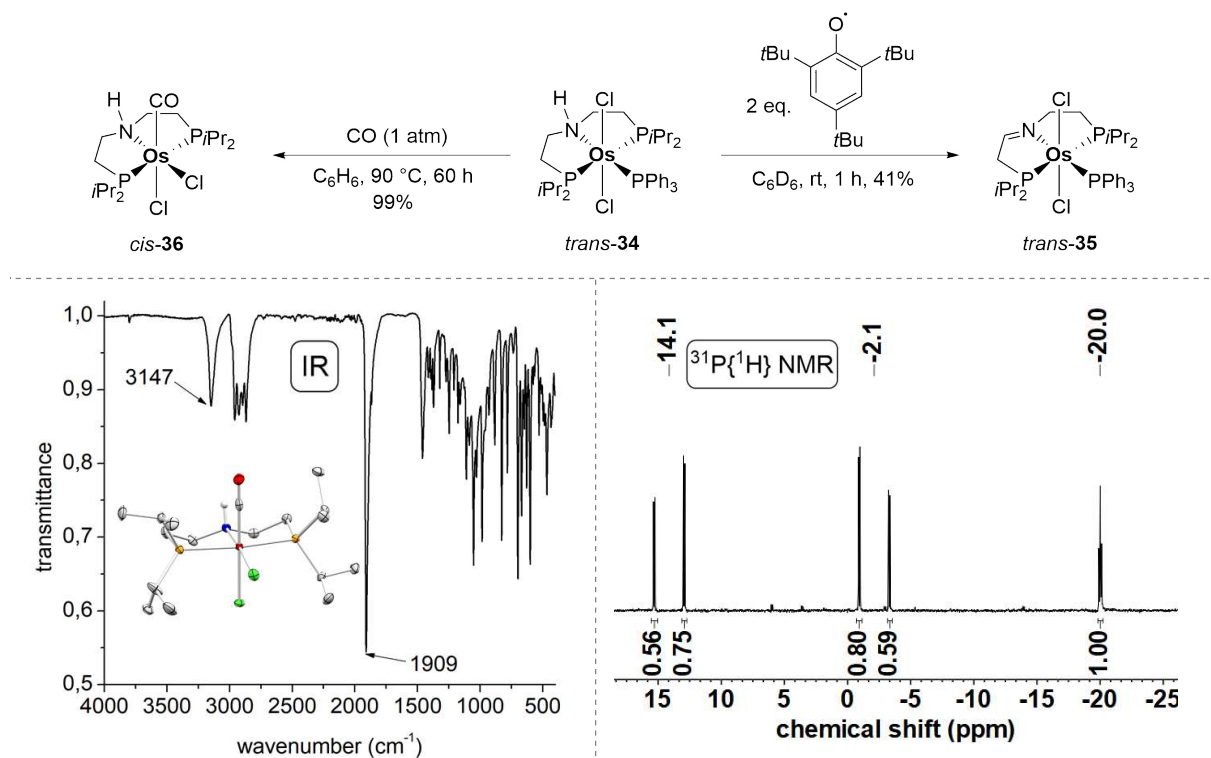 H
CO
N
PiPr2
Os
P
iPr2
Cl
Cl
cis-36
CO (1 atm)
C6H6, 90 °C, 60 h
99%
H
Cl
N
PiPr2
Os
P
iPr2
PPh3
Cl
trans-34
O•
tBu
tBu
2 eq.
tBu
C6D6, rt, 1 h, 41%
Cl
N
PiPr2
Os
P
iPr2
PPh3
Cl
trans-35
1,0
0,9
0,8
0,7
0,6
0,5
transmittance
3147
IR
1909
4000 3500 3000 2500 2000 1500 1000 500
wavenumber (cm-1)
14.1
31P{1H} NMR
-2.1
-20.0
0.56 0.75 0.80 0.59 1.00
15 10 5 0 -5 -10 -15 -20 -25
chemical shift (ppm)